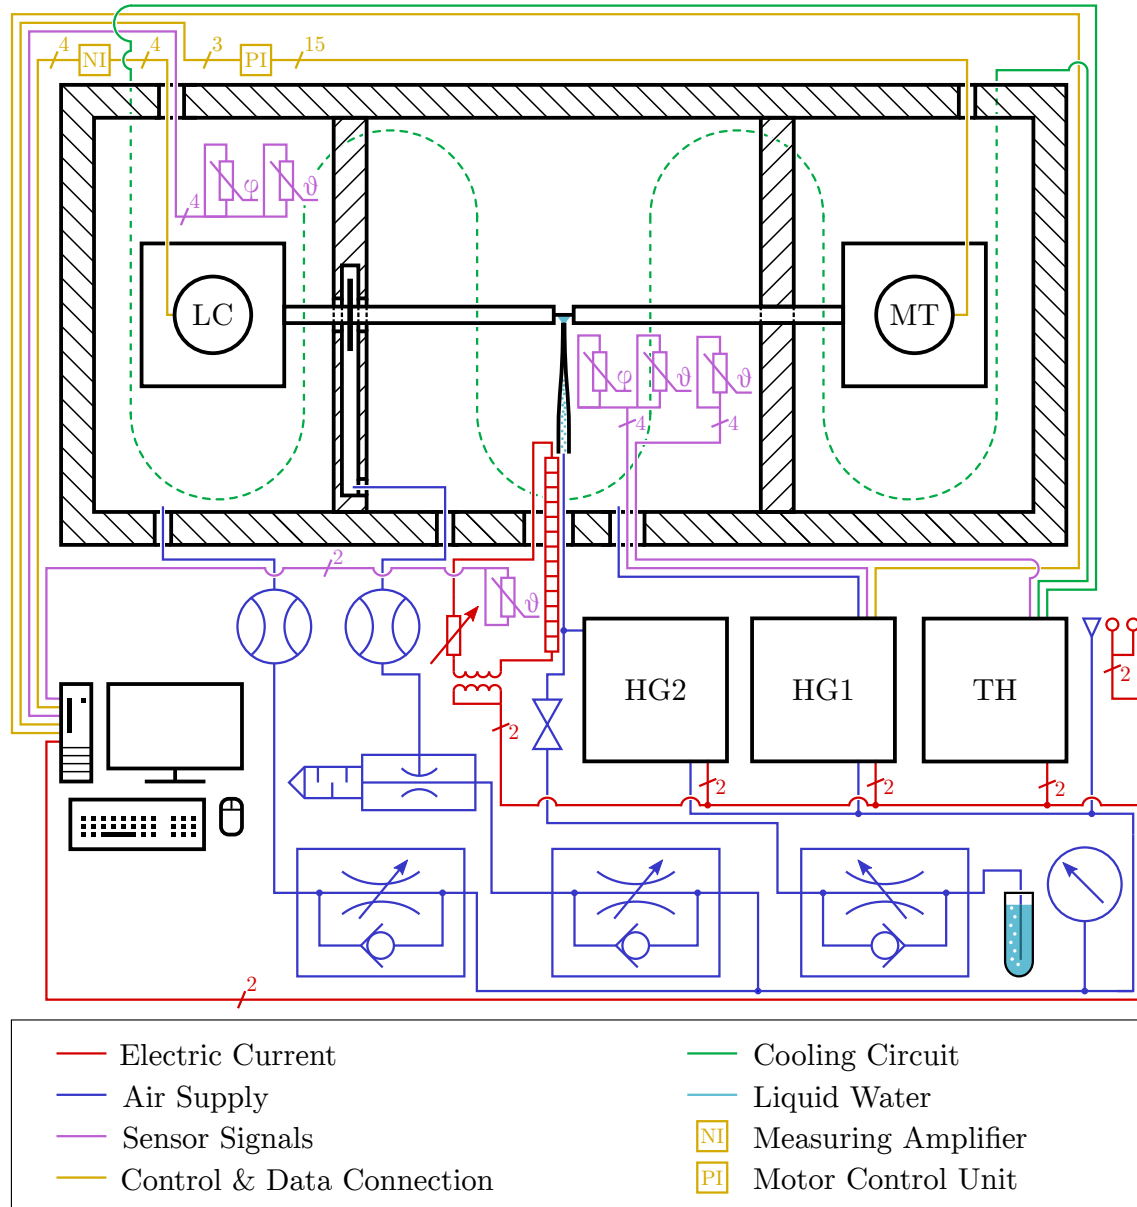 4 NI 4 3 PI 15
φ ϑ
4
LC MT
φ ϑ ϑ
4 4
2
ϑ
HG2 HG1 TH
2
2
2 2 2
2
Electric Current
Air Supply
Sensor Signals
Control & Data Connection
Cooling Circuit
Liquid Water
NI Measuring Amplifier
PI Motor Control Unit